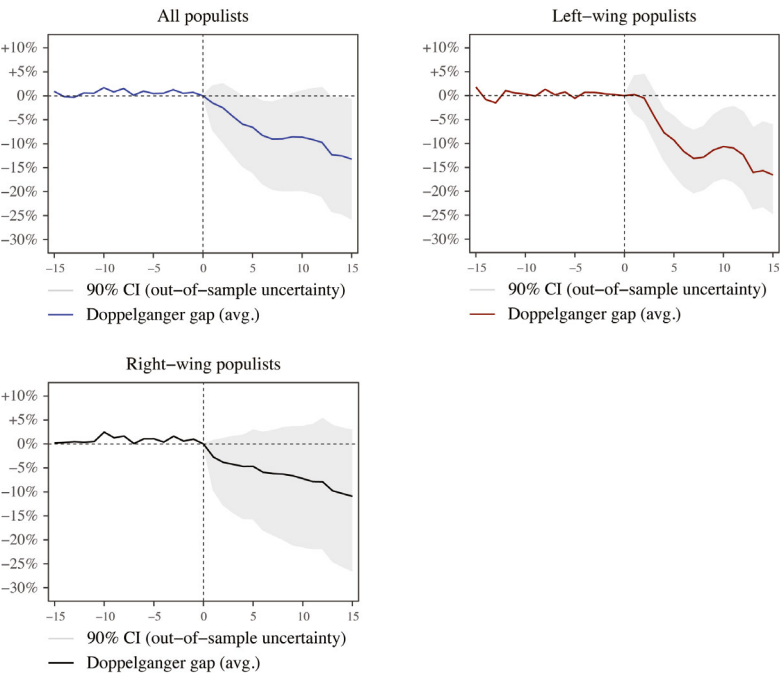 All populists
+10%
+5%
0%
−5%
−10%
−15%
−20%
−25%
−30%
−15 −10 −5 0 5 10 15
90% CI (out−of−sample uncertainty)
Doppelganger gap (avg.)
Left−wing populists
+10%
+5%
0%
−5%
−10%
−15%
−20%
−25%
−30%
−15 −10 −5 0 5 10 15
90% CI (out−of−sample uncertainty)
Doppelganger gap (avg.)
Right−wing populists
+10%
+5%
0%
−5%
−10%
−15%
−20%
−25%
−30%
−15 −10 −5 0 5 10 15
90% CI (out−of−sample uncertainty)
Doppelganger gap (avg.)